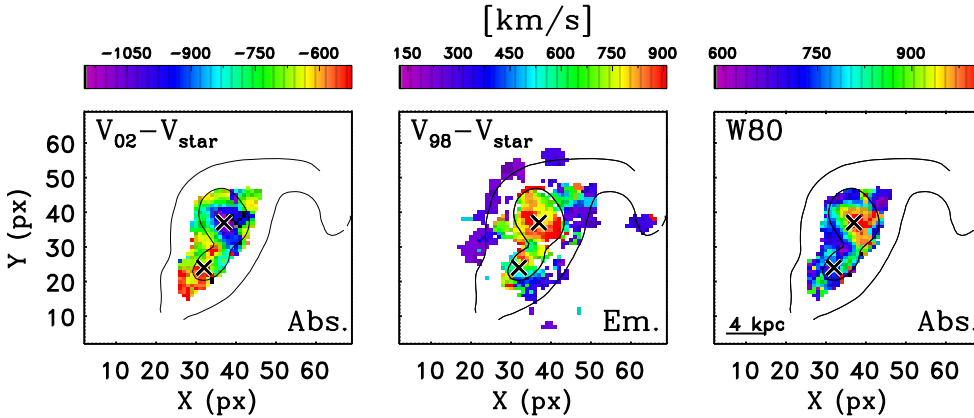 [km/s]
−1050 −900 −750 −600
150 300 450 600 750 900
600 750 900
V02−Vstar
V98−Vstar
W80
60
50
40
30
20
10
Y (px)
Abs.
Em.
4 kpc
Abs.
10 20 30 40 50 60
10 20 30 40 50 60
10 20 30 40 50 60
X (px)
X (px)
X (px)